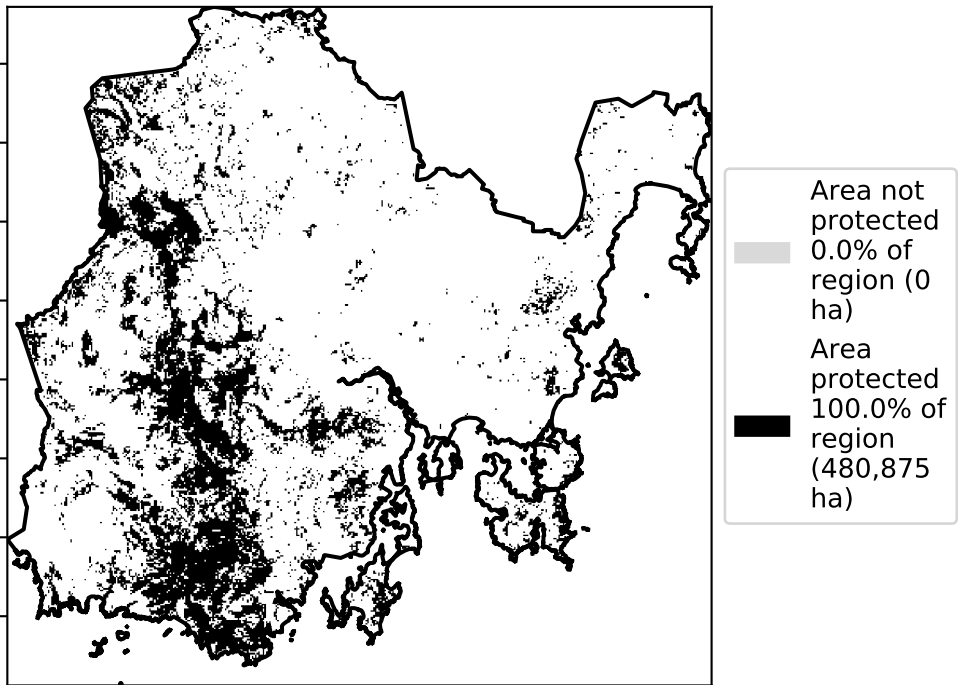 Area not
protected
0.0% of
region (0
ha)
Area
protected
100.0% of
region
(480,875
ha)